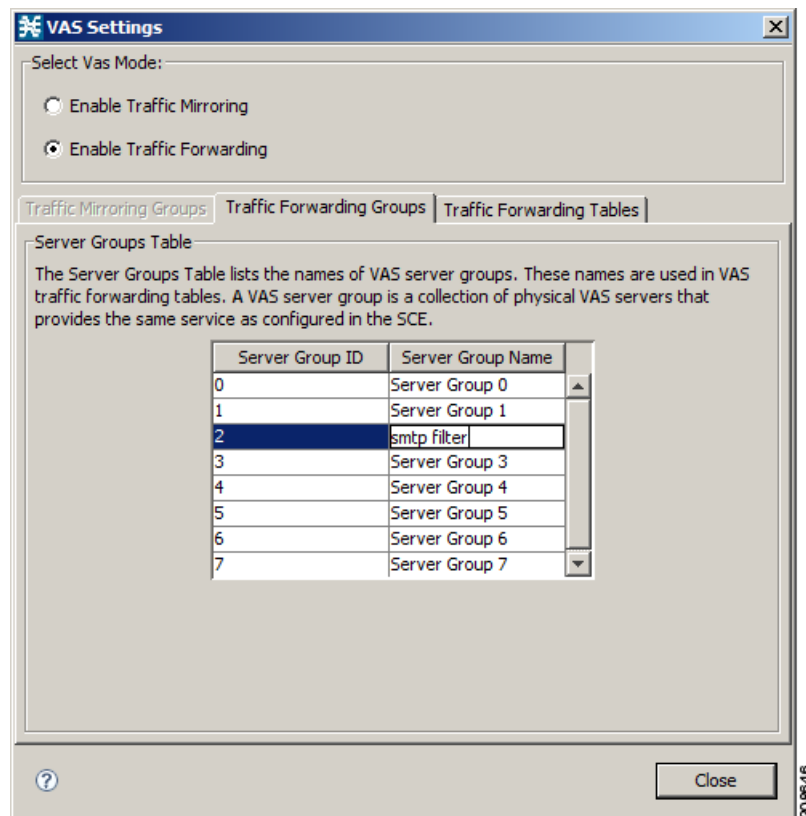 VAS Settings
Select Vas Mode:
Enable Traffic Mirroring
Enable Traffic Forwarding
Traffic Mirroring Groups Traffic Forwarding Groups Traffic Forwarding Tables
Server Groups Table
The Server Groups Table lists the names of VAS server groups. These names are used in VAS
traffic forwarding tables. A VAS server group is a collection of physical VAS servers that
provides the same service as configured in the SCE.
Server Group ID Server Group Name
0 Server Group 0
1 Server Group 1
2 smtp filter
3 Server Group 3
4 Server Group 4
5 Server Group 5
6 Server Group 6
7 Server Group 7
? Close